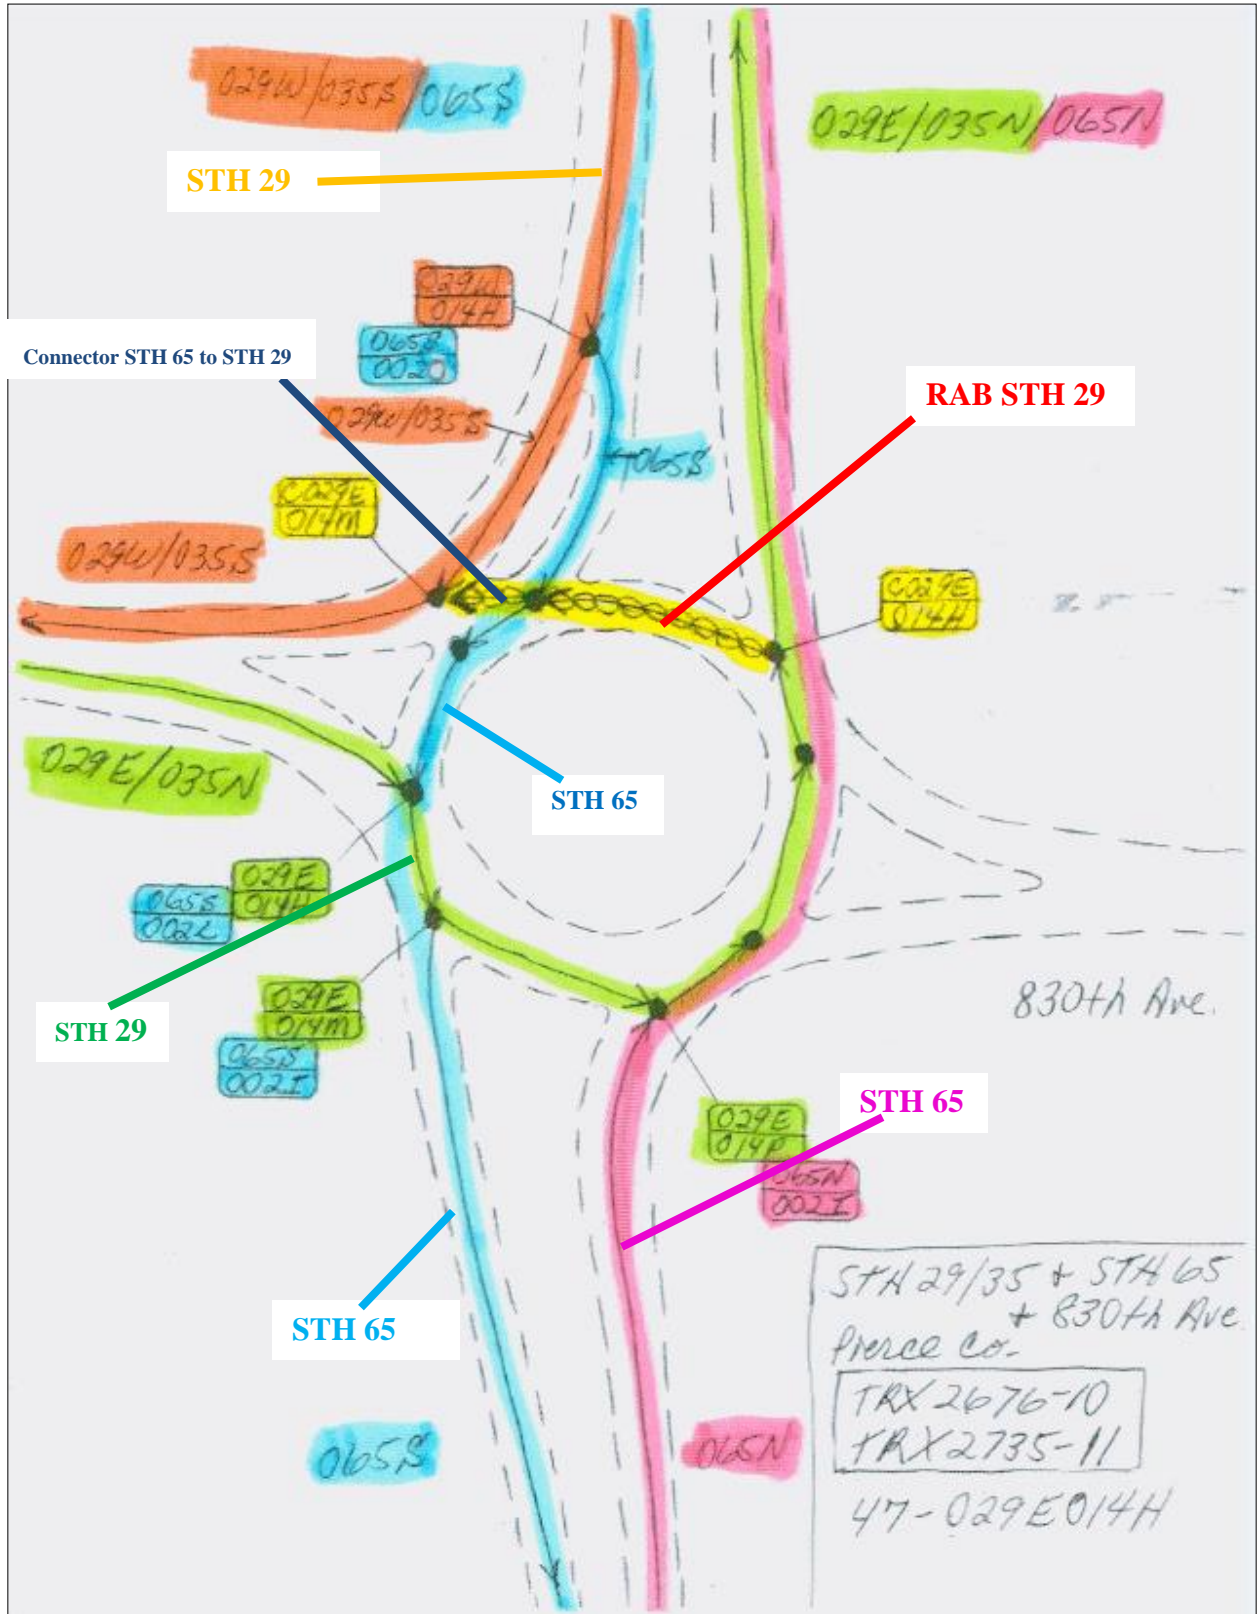 029W/035S/065S
029E/035N/065N
STH 29
029W
014H
065S
0020
Connector STH 65 to STH 29
RAB STH 29
029W/035S
065S
C029E
014M
029W/035S
C029E
014H
029E/035N
STH 65
029E
014H
065S
002L
029E
014M
065S
002I
STH 29
830th Ave.
STH 65
029E
014P
065N
002I
STH 65
STH 29/35 + STH 65
+ 830th Ave.
Pierce Co.
TRX 2676-10
TRX 2735-11
47-029E014H
065S
065N